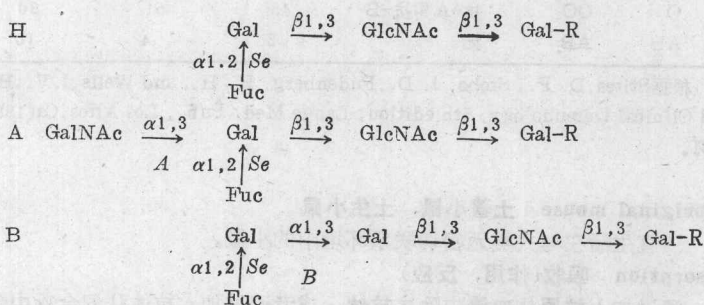 Gal β1,3 GlcNAc β1,3 Gal-R
H
α1.2 Se
Fuc
A GalNAc α1,3 Gal β1,3 GlcNAc β1,3 Gal-R
A α1,2 Se
Fuc
B Gal α1,3 Gal β1,3 GlcNAc β1,3 Gal-R
α1,2 Se B
Fuc